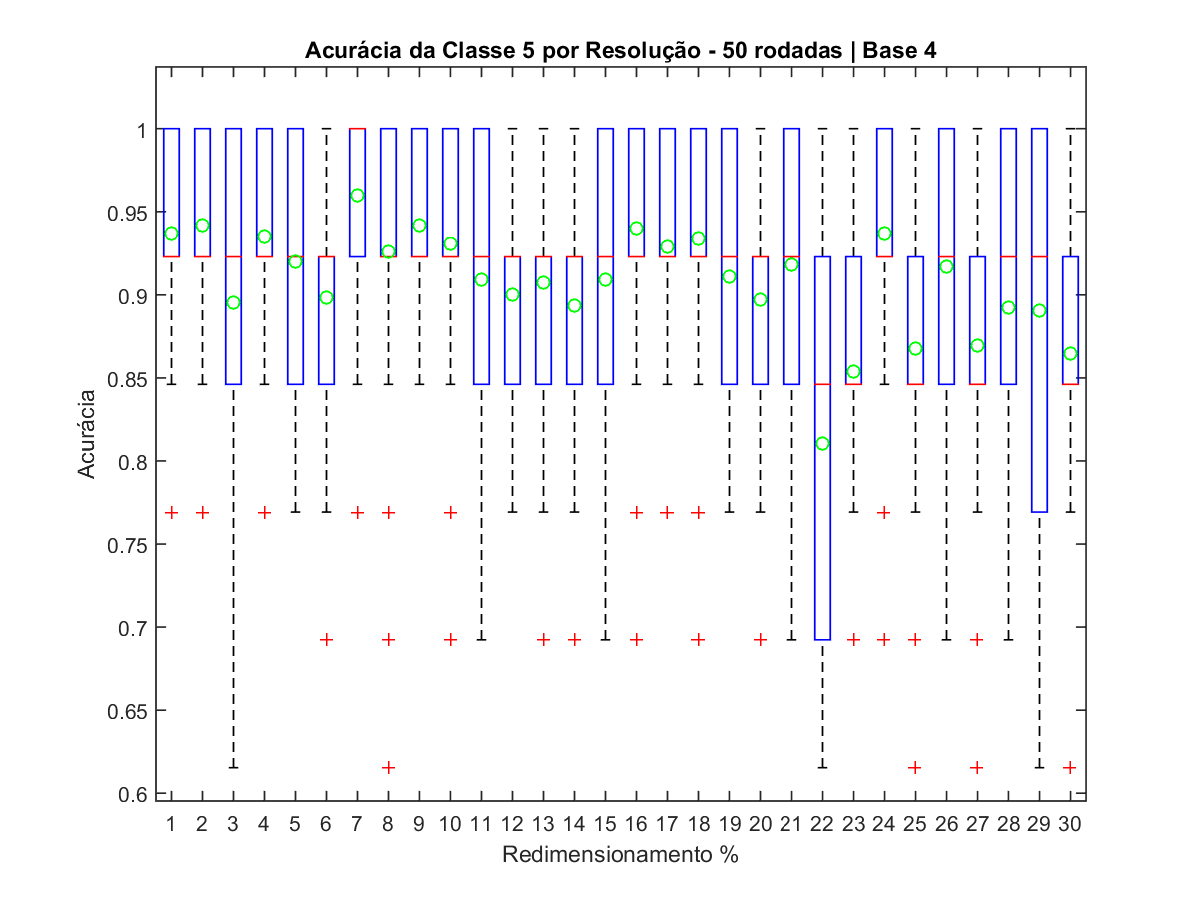 Acurácia da Classe 5 por Resolução - 50 rodadas | Base 4
Acurácia
1
0.95
0.9
0.85
0.8
0.75
0.7
0.65
0.6
1 2 3 4 5 6 7 8 9 10 11 12 13 14 15 16 17 18 19 20 21 22 23 24 25 26 27 28 29 30
Redimensionamento %